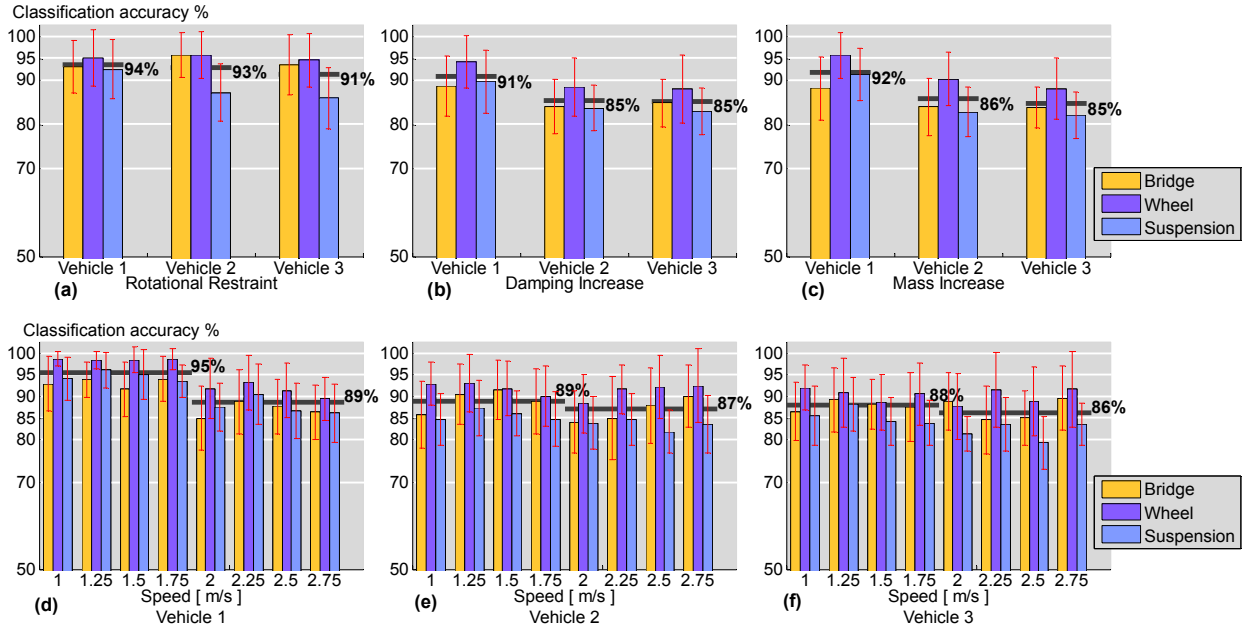 Classification accuracy %
100
95
90
80
70
50
94%
93%
91%
Vehicle 1
Vehicle 2
Vehicle 3
(a)
Rotational Restraint
100
95
90
80
70
50
91%
85%
85%
Vehicle 1
Vehicle 2
Vehicle 3
(b)
Damping Increase
100
95
90
80
70
50
92%
86%
85%
Vehicle 1
Vehicle 2
Vehicle 3
(c)
Mass Increase
Bridge
Wheel
Suspension
Classification accuracy %
100
95
90
85
80
70
50
95%
89%
1 1.25 1.5 1.75 2 2.25 2.5 2.75
(d)
Speed [ m/s ]
Vehicle 1
100
95
90
85
80
70
50
89%
87%
1 1.25 1.5 1.75 2 2.25 2.5 2.75
(e)
Speed [ m/s ]
Vehicle 2
100
95
90
85
80
70
50
88%
86%
1 1.25 1.5 1.75 2 2.25 2.5 2.75
(f)
Speed [ m/s ]
Vehicle 3
Bridge
Wheel
Suspension